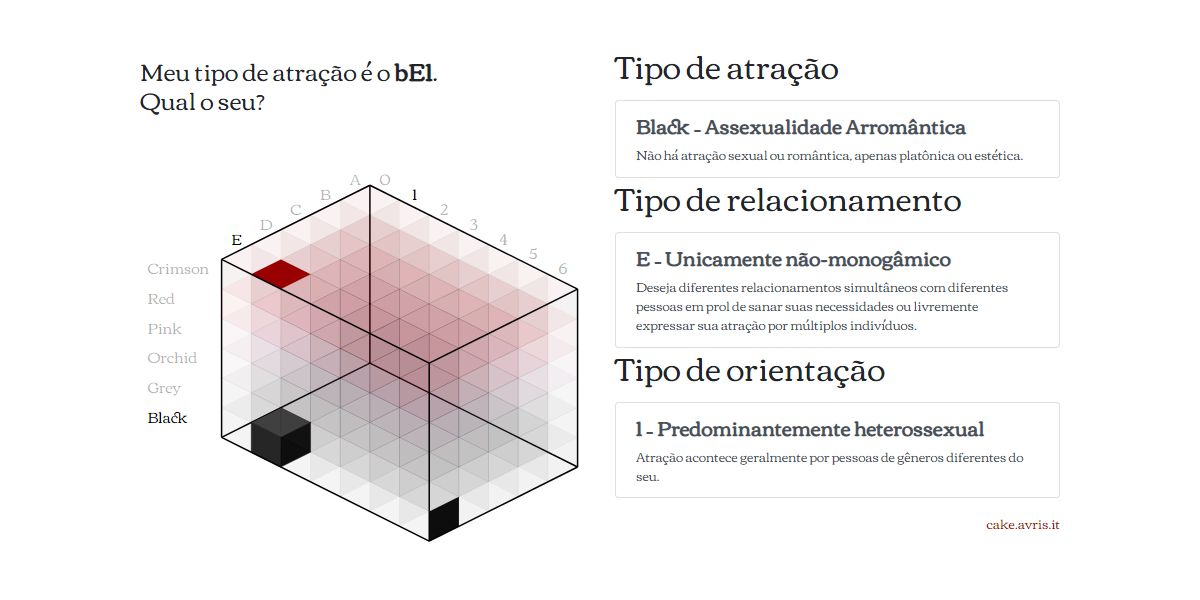 Meu tipo de atração é o bE1.
Qual o seu?
A
0
B
1
C
2
D
3
E
4
5
6
Crimson
Red
Pink
Orchid
Grey
Black
Tipo de atração
Black - Assexualidade Arromântica
Não há atração sexual ou romântica, apenas platônica ou estética.
Tipo de relacionamento
E - Unicamente não-monogâmico
Deseja diferentes relacionamentos simultâneos com diferentes
pessoas em prol de sanar suas necessidades ou livremente
expressar sua atração por múltiplos indivíduos.
Tipo de orientação
1 - Predominantemente heterossexual
Atração acontece geralmente por pessoas de gêneros diferentes do
seu.
cake.avris.it